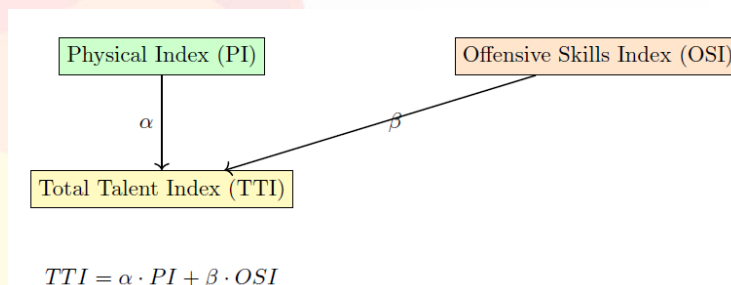 Physical Index (PI)
Offensive Skills Index (OSI)
α
β
Total Talent Index (TTI)
TTI = α · PI + β · OSI